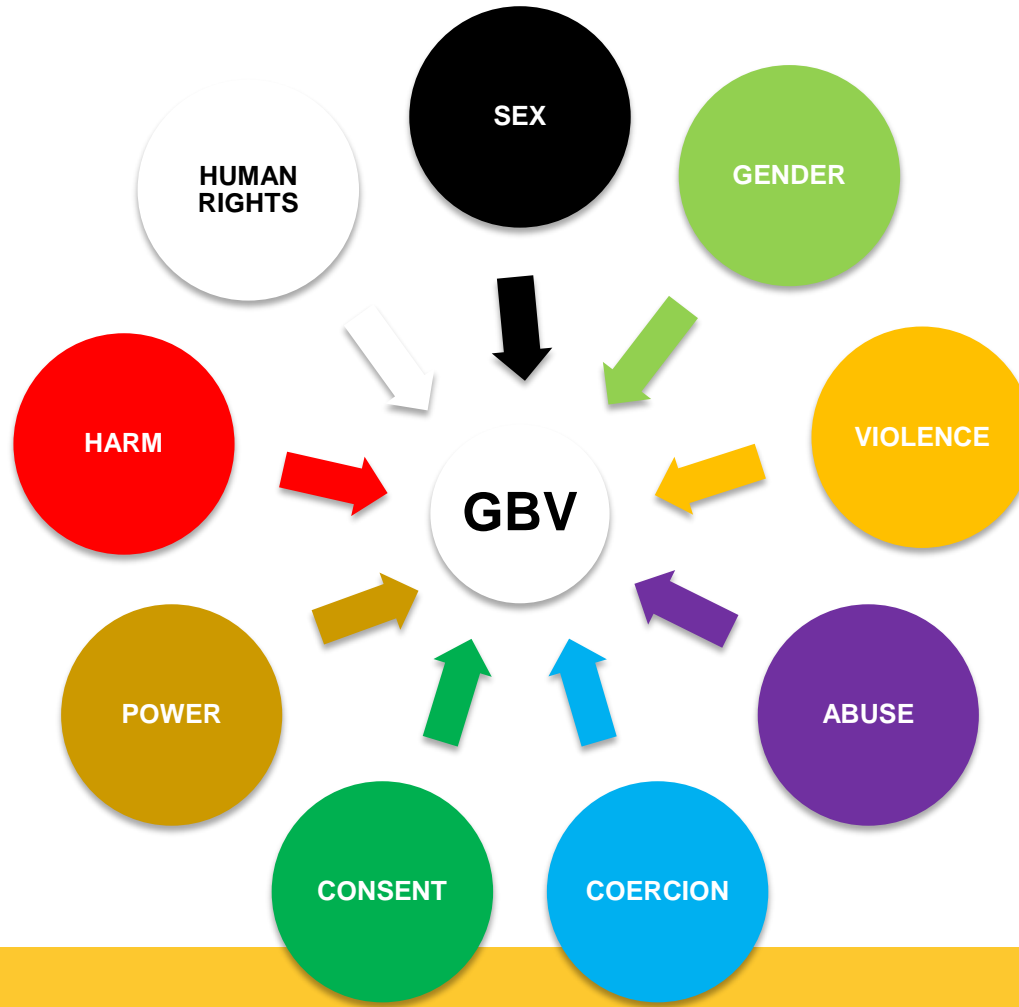 SEX
GENDER
HUMAN
RIGHTS
VIOLENCE
HARM
GBV
ABUSE
POWER
COERCION
CONSENT